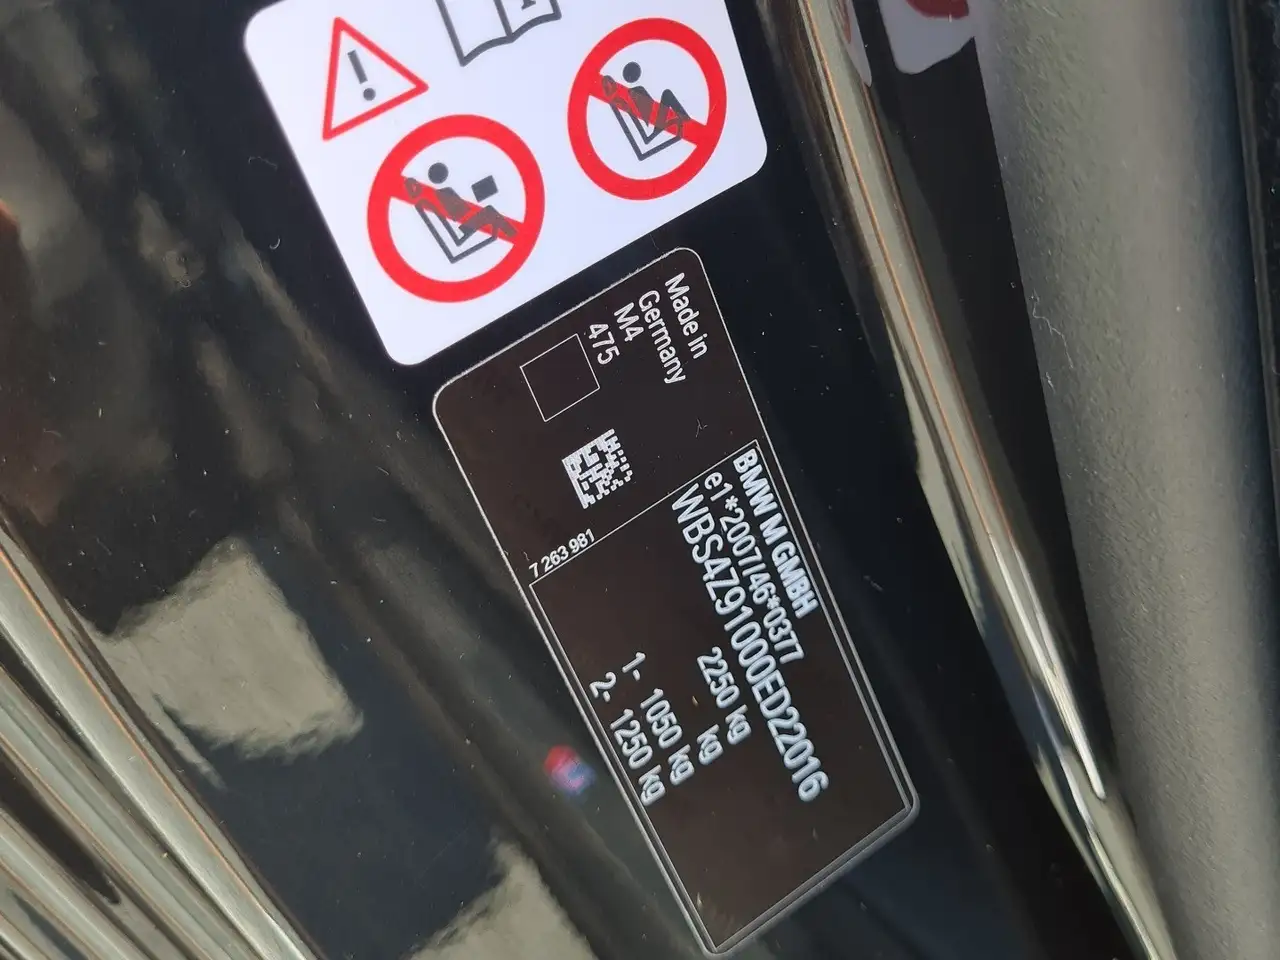 Made in
Germany
M4
475
7 263 981
BMW M GMBH
e1*2007/46*0377
WBS4Z91000ED22016
2250 kg
kg
1- 1050 kg
2- 1250 kg